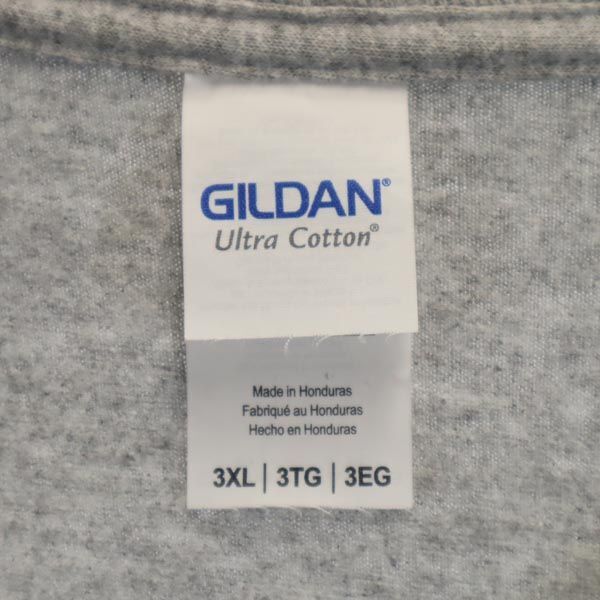 GILDAN®
Ultra Cotton®
Made in Honduras
Fabriqué au Honduras
Hecho en Honduras
3XL | 3TG | 3EG